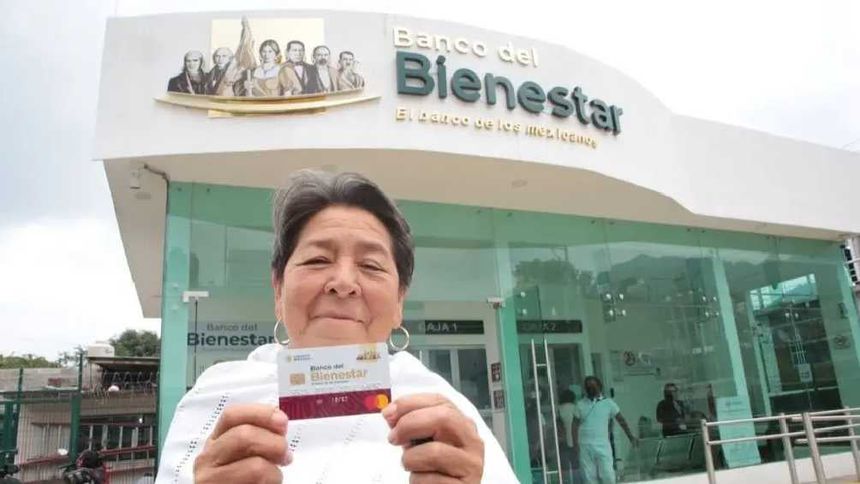 Banco del
Bienestar
El banco de los mexicanos
Banco del
Bienestar
CAJA 1
CAJA 2
Banco del
Bienestar